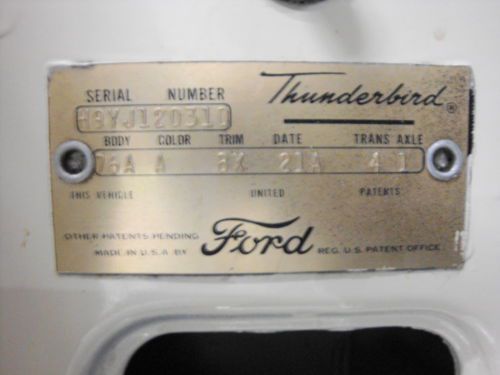 SERIAL NUMBER Thunderbird®
H9YJ120310
BODY COLOR TRIM DATE TRANS AXLE
76A A 8X 21A 4 1
THIS VEHICLE UNITED PATENTS
OTHER PATENTS PENDING
MADE IN U.S.A. BY Ford REG. U.S. PATENT OFFICE